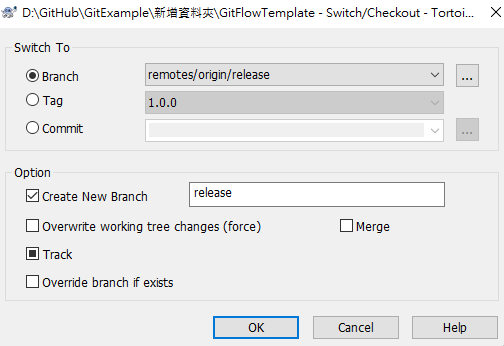 D:\GitHub\GitExample\新增資料夾\GitFlowTemplate - Switch/Checkout - Tortoi...
Switch To
Branch remotes/origin/release ...
Tag 1.0.0
Commit ...
Option
Create New Branch release
Overwrite working tree changes (force) Merge
Track
Override branch if exists
OK Cancel Help